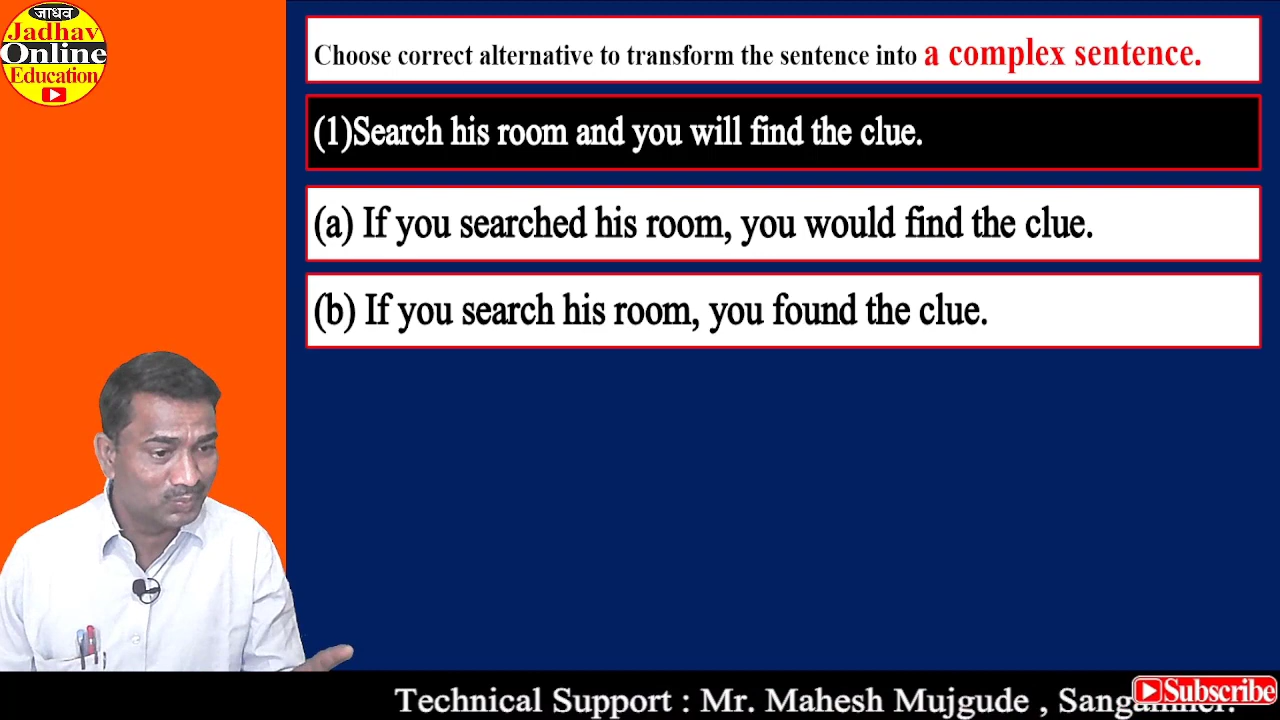 जाधव
Jadhav
Online
Education
Choose correct alternative to transform the sentence into a complex sentence.
(1)Search his room and you will find the clue.
(a) If you searched his room, you would find the clue.
(b) If you search his room, you found the clue.
Technical Support : Mr. Mahesh Mujgude ,
Subscribe